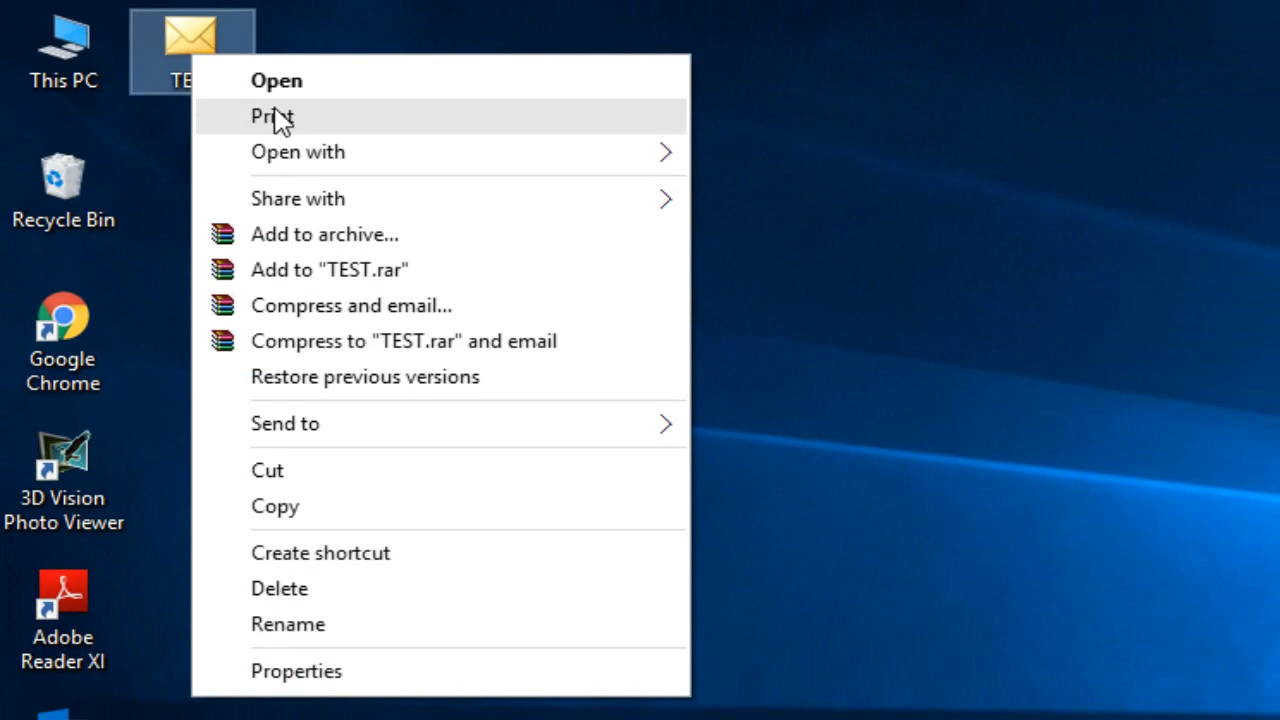 This PC
Recycle Bin
Google
Chrome
3D Vision
Photo Viewer
Adobe
Reader XI
Open
Print
Open with
Share with
Add to archive...
Add to "TEST.rar"
Compress and email...
Compress to "TEST.rar" and email
Restore previous versions
Send to
Cut
Copy
Create shortcut
Delete
Rename
Properties